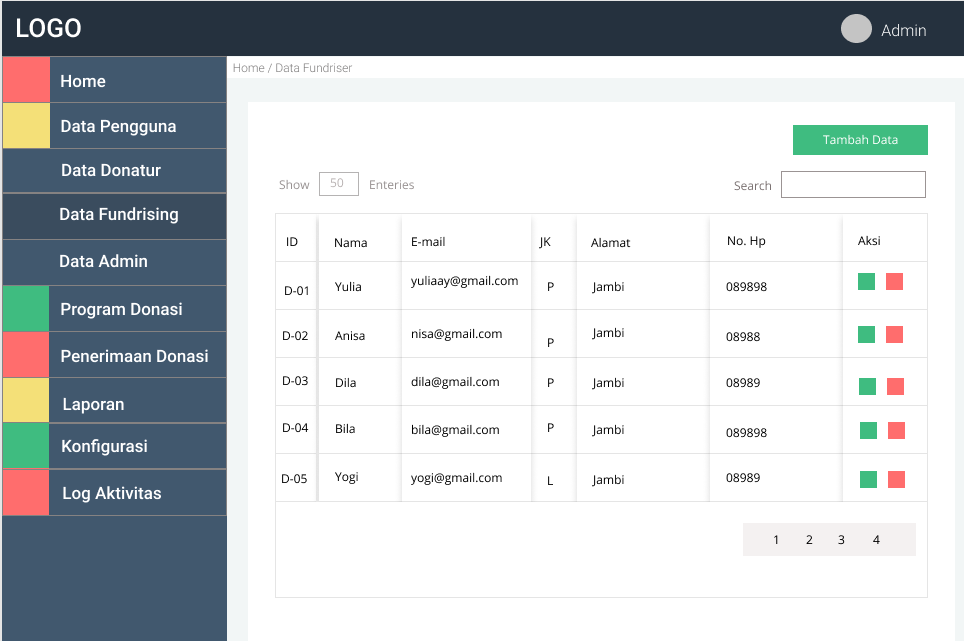 LOGO
Admin
Home / Data Fundriser
Home
Data Pengguna
Data Donatur
Data Fundrising
Data Admin
Program Donasi
Penerimaan Donasi
Laporan
Konfigurasi
Log Aktivitas
Tambah Data
Show 50 Enteries
Search
ID Nama E-mail JK Alamat No. Hp Aksi
D-01 Yulia yuliaay@gmail.com P Jambi 089898
D-02 Anisa nisa@gmail.com P Jambi 08988
D-03 Dila dila@gmail.com P Jambi 08989
D-04 Bila bila@gmail.com P Jambi 089898
D-05 Yogi yogi@gmail.com L Jambi 08989
1 2 3 4